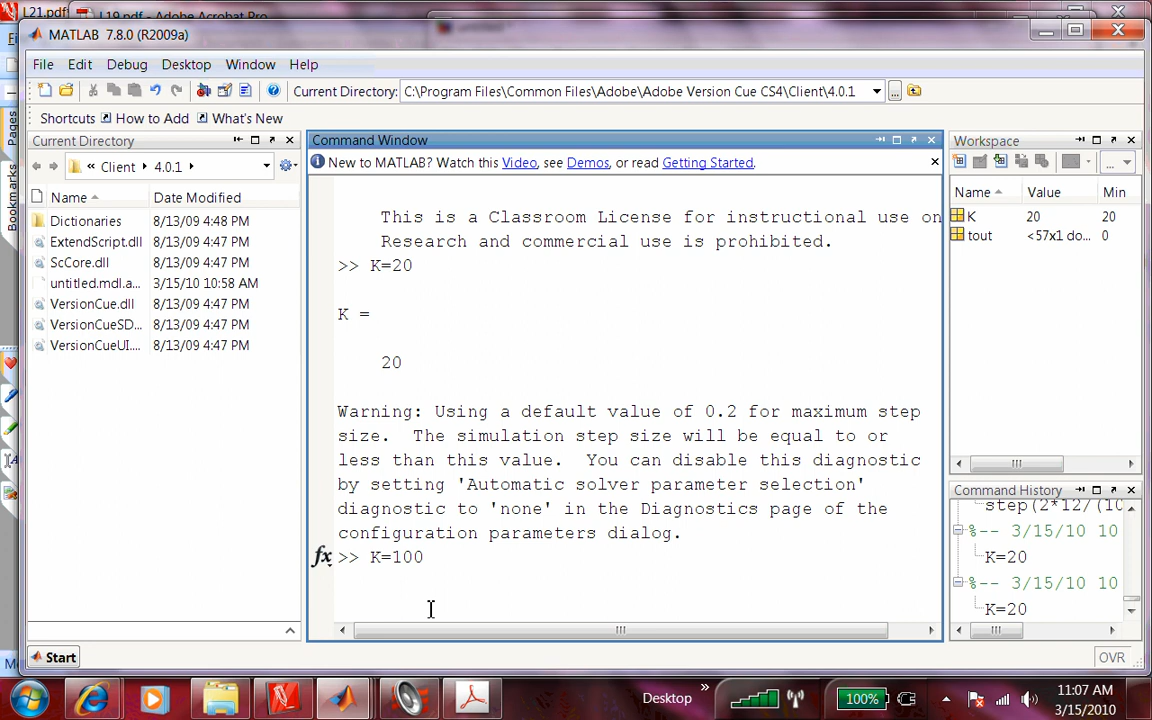 L21.pdf
L19.pdf - Adobe Acrobat Pro
MATLAB 7.8.0 (R2009a)
File Edit Debug Desktop Window Help
Current Directory: C:\Program Files\Common Files\Adobe\Adobe Version Cue CS4\Client\4.0.1
Shortcuts How to Add What's New
Pages
Bookmarks
Current Directory
« Client 4.0.1
Name Date Modified
Dictionaries 8/13/09 4:48 PM
ExtendScript.dll 8/13/09 4:47 PM
ScCore.dll 8/13/09 4:47 PM
untitled.mdl.a... 3/15/10 10:58 AM
VersionCue.dll 8/13/09 4:47 PM
VersionCueSD... 8/13/09 4:47 PM
VersionCueUI.... 8/13/09 4:47 PM
Command Window
New to MATLAB? Watch this Video, see Demos, or read Getting Started.
This is a Classroom License for instructional use on
Research and commercial use is prohibited.
>> K=20
K =
20
Warning: Using a default value of 0.2 for maximum step
size. The simulation step size will be equal to or
less than this value. You can disable this diagnostic
by setting 'Automatic solver parameter selection'
diagnostic to 'none' in the Diagnostics page of the
configuration parameters dialog.
fx >> K=100
Workspace
Name Value Min
K 20 20
tout <57x1 do... 0
Command History
step(2*12/(10
%-- 3/15/10 10
K=20
%-- 3/15/10 10
K=20
Start
OVR
Desktop » 100% 11:07 AM
3/15/2010